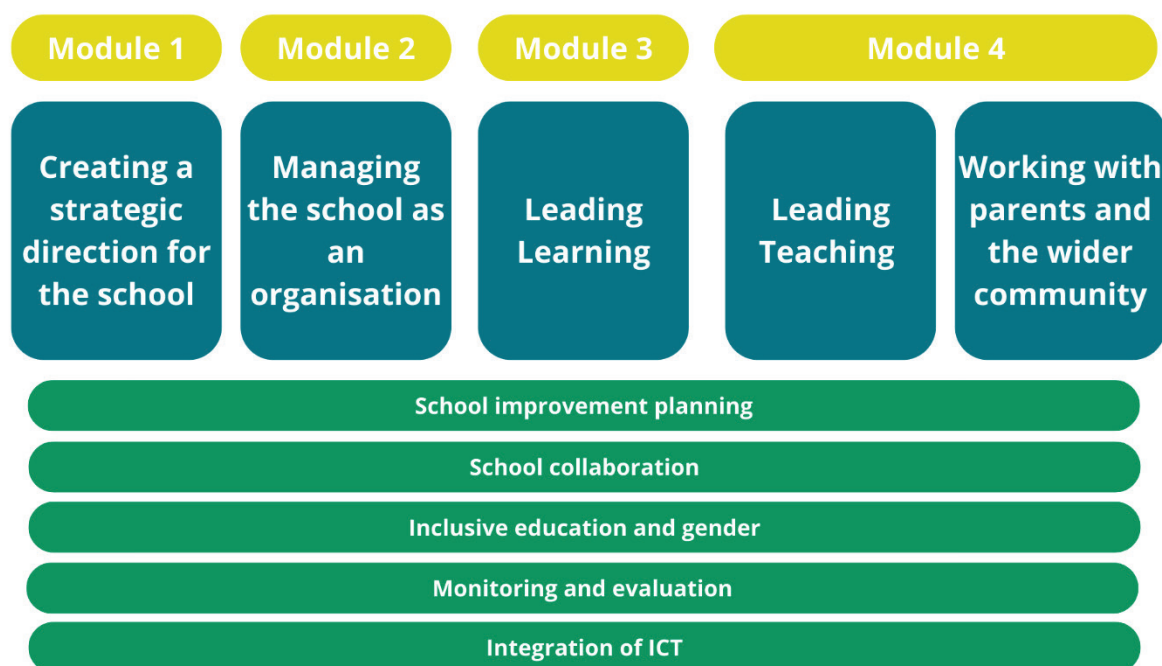 Module 1
Module 2
Module 3
Module 4
Creating a
strategic
direction for
the school
Managing
the school as
an
organisation
Leading
Learning
Leading
Teaching
Working with
parents and
the wider
community
School improvement planning
School collaboration
Inclusive education and gender
Monitoring and evaluation
Integration of ICT